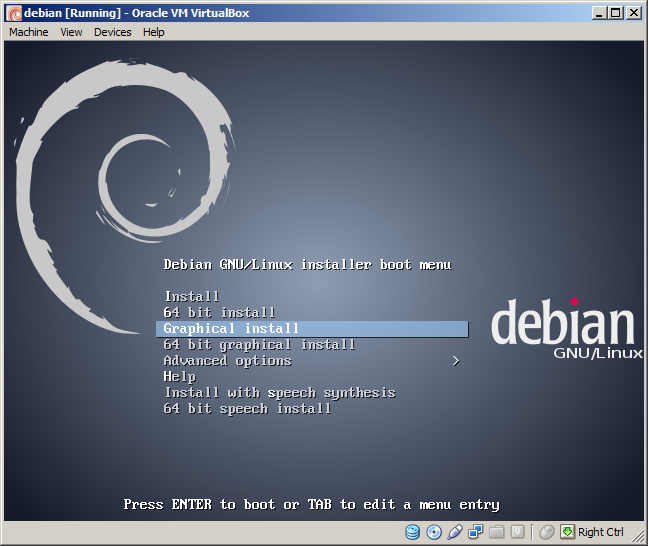 debian [Running] - Oracle VM VirtualBox
Machine View Devices Help
Debian GNU/Linux installer boot menu
Install
64 bit install
Graphical install
64 bit graphical install
Advanced options >
Help
Install with speech synthesis
64 bit speech install
debian
GNU/Linux
Press ENTER to boot or TAB to edit a menu entry
Right Ctrl